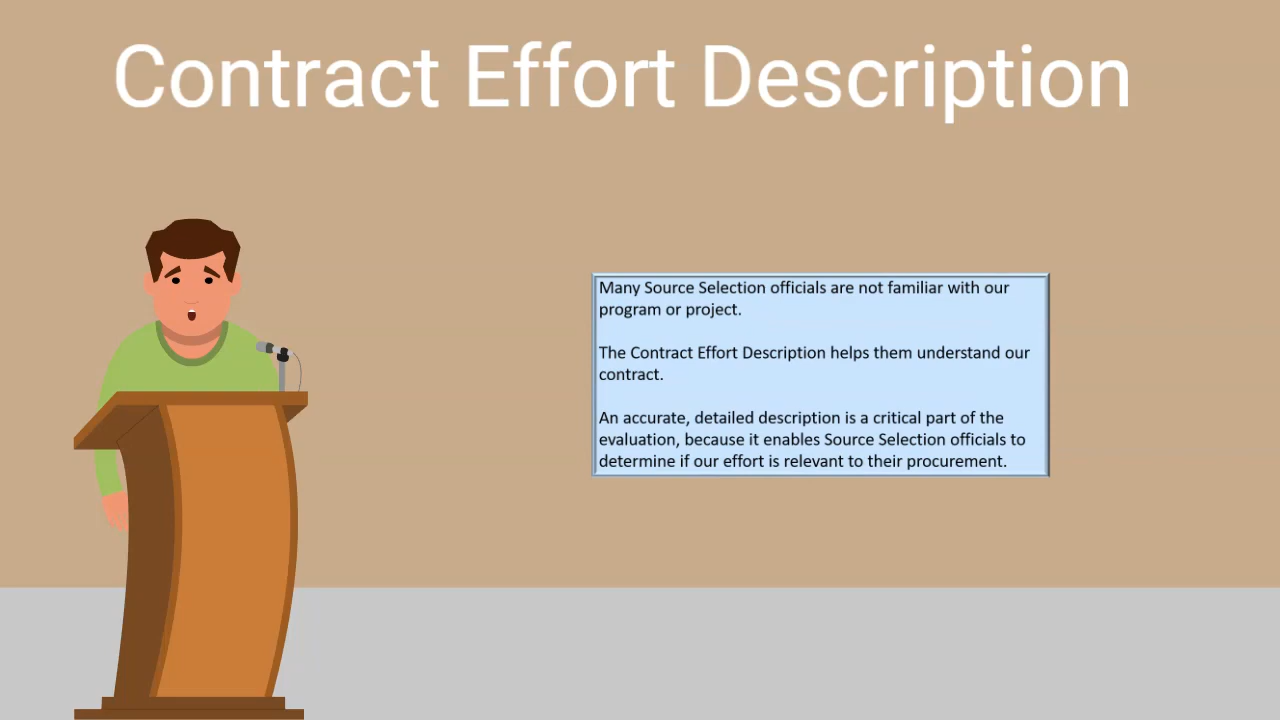 Contract Effort Description
Many Source Selection officials are not familiar with our
program or project.
The Contract Effort Description helps them understand our
contract.
An accurate, detailed description is a critical part of the
evaluation, because it enables Source Selection officials to
determine if our effort is relevant to their procurement.